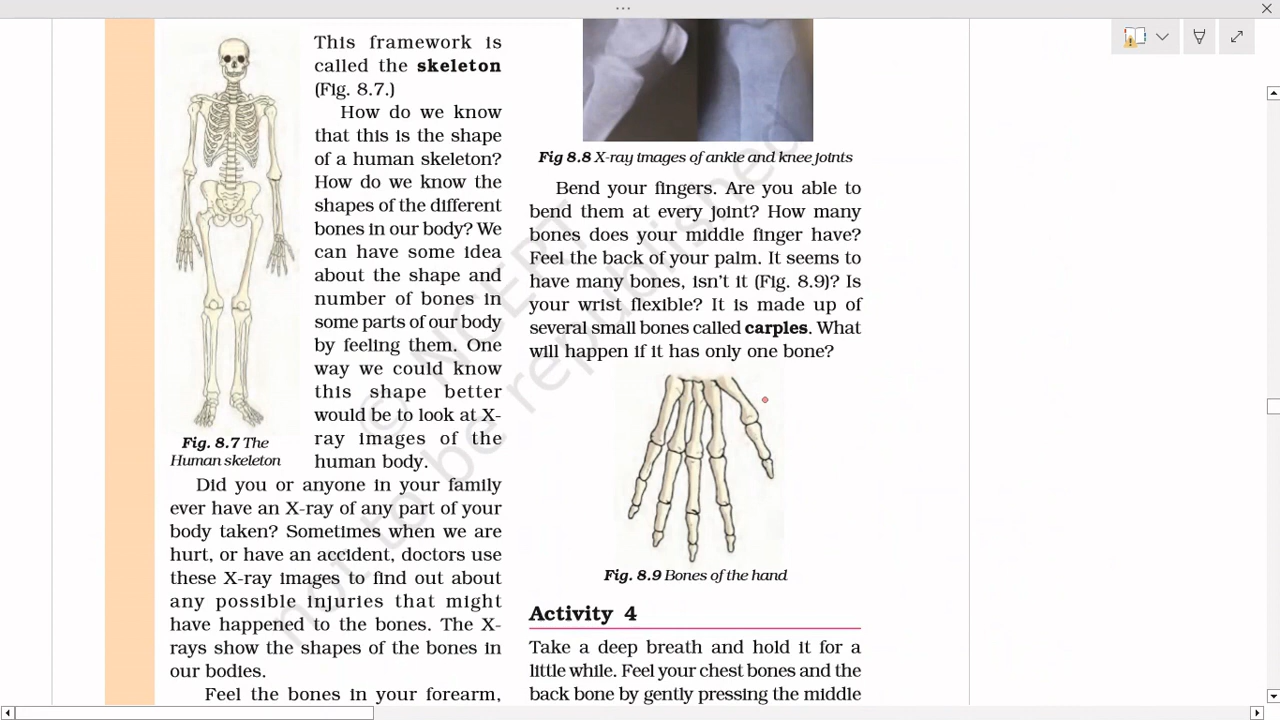 This framework is
called the skeleton
(Fig. 8.7.)
How do we know
that this is the shape
of a human skeleton?
How do we know the
shapes of the different
bones in our body? We
can have some idea
about the shape and
number of bones in
some parts of our body
by feeling them. One
way we could know
this shape better
would be to look at X-
ray images of the
human body.
Fig. 8.7 The
Human skeleton
Did you or anyone in your family
ever have an X-ray of any part of your
body taken? Sometimes when we are
hurt, or have an accident, doctors use
these X-ray images to find out about
any possible injuries that might
have happened to the bones. The X-
rays show the shapes of the bones in
our bodies.
Feel the bones in your forearm,
Fig 8.8 X-ray images of ankle and knee joints
Bend your fingers. Are you able to
bend them at every joint? How many
bones does your middle finger have?
Feel the back of your palm. It seems to
have many bones, isn't it (Fig. 8.9)? Is
your wrist flexible? It is made up of
several small bones called carples. What
will happen if it has only one bone?
Fig. 8.9 Bones of the hand
Activity 4
Take a deep breath and hold it for a
little while. Feel your chest bones and the
back bone by gently pressing the middle
© NCERT
not to be republished